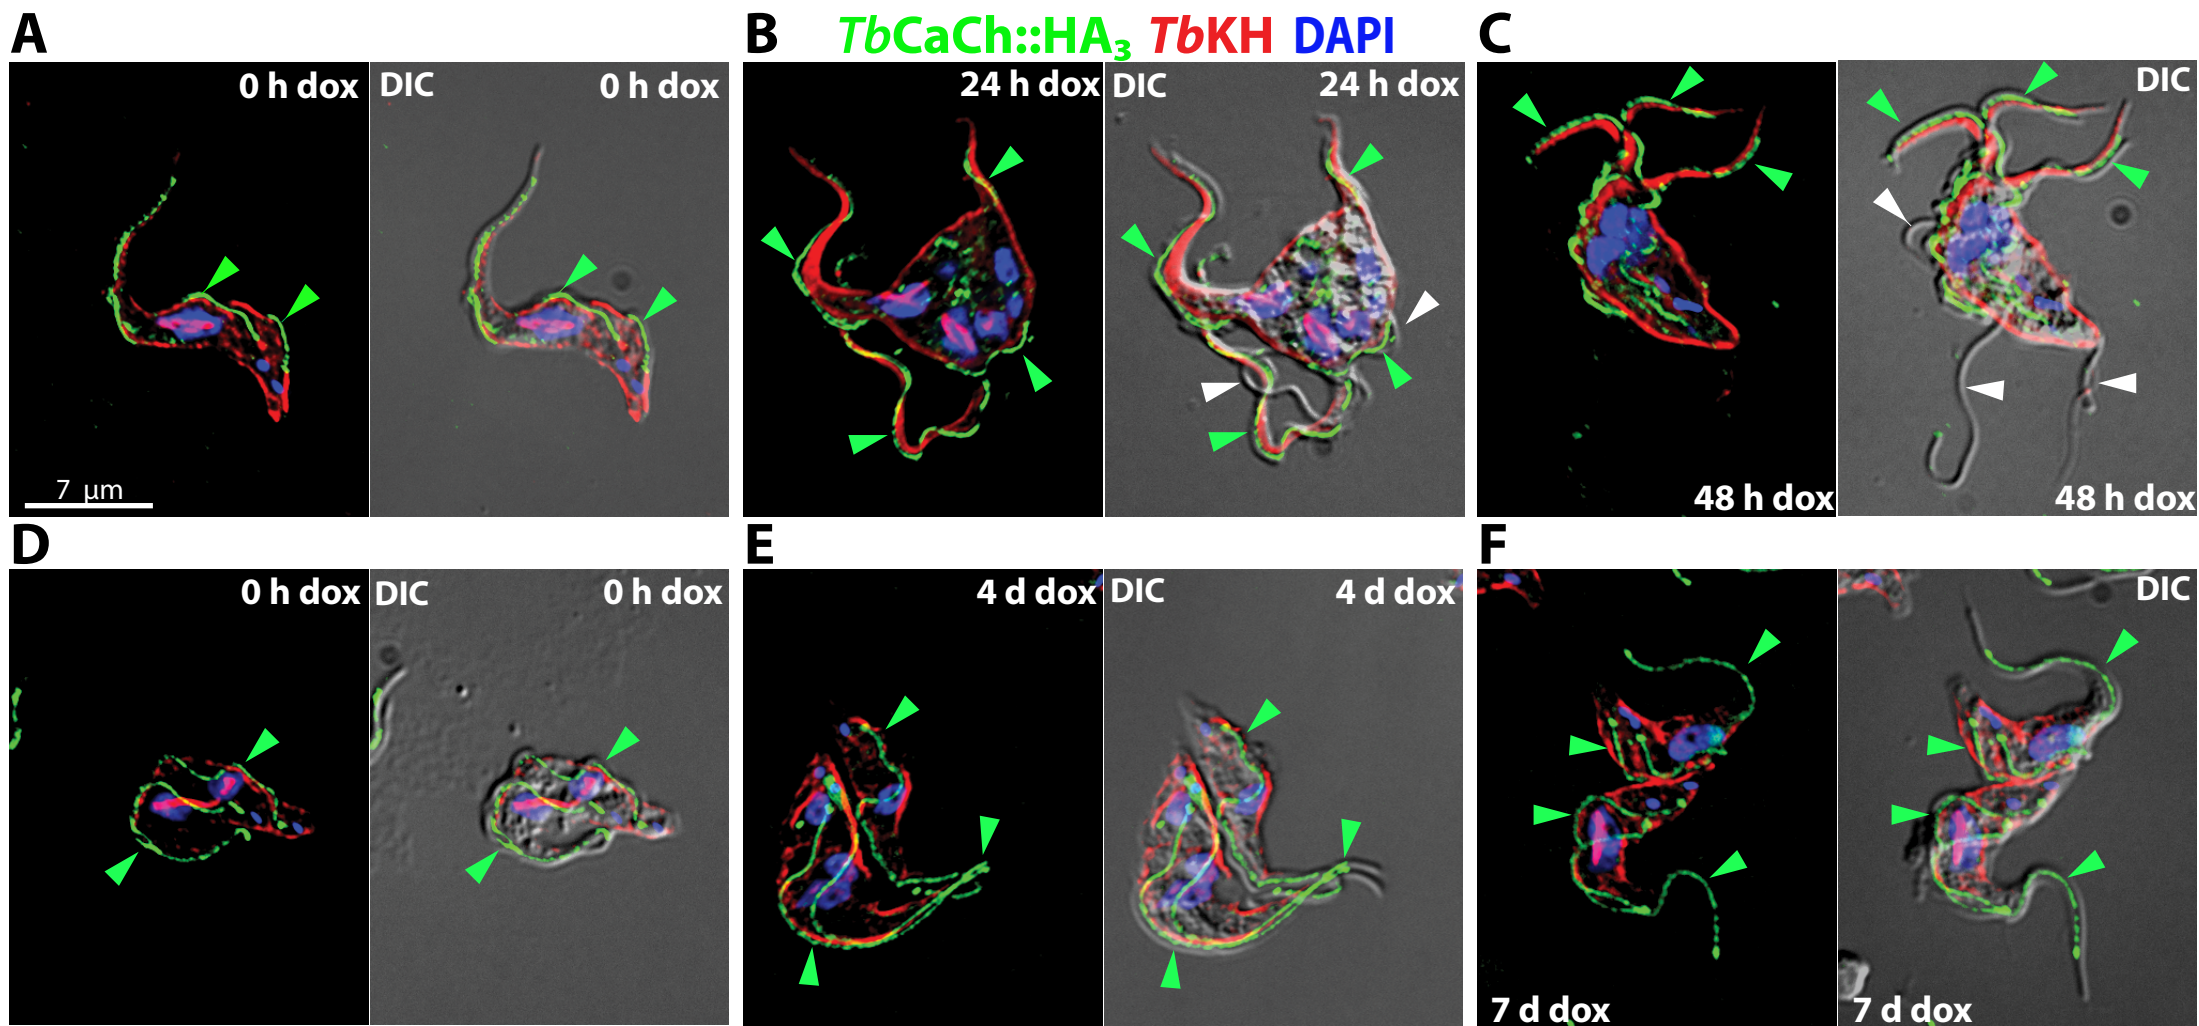 A
B
TbCaCh::HA₃ TbKH DAPI
C
0 h dox
DIC
0 h dox
24 h dox
DIC
24 h dox
DIC
7 µm
48 h dox
48 h dox
D
E
F
0 h dox
DIC
0 h dox
4 d dox
DIC
4 d dox
DIC
7 d dox
7 d dox